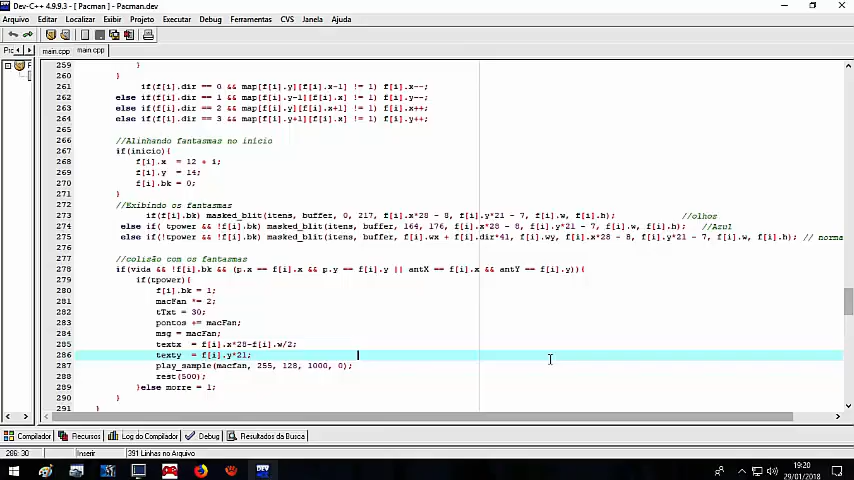 Dev-C++ 4.9.9.3 - [ Pacman ] - Pacman.dev
Arquivo Editar Localizar Exibir Projeto Executar Debug Ferramentas CVS Janela Ajuda
main.cpp main.cpp
259 }
260 }
261 if(f[i].dir == 0 && map[f[i].y][f[i].x-1] != 1) f[i].x--;
262 else if(f[i].dir == 1 && map[f[i].y-1][f[i].x] != 1) f[i].y--;
263 else if(f[i].dir == 2 && map[f[i].y][f[i].x+1] != 1) f[i].x++;
264 else if(f[i].dir == 3 && map[f[i].y+1][f[i].x] != 1) f[i].y++;
265
266 //Alinhando fantasmas no início
267 if(inicio){
268 f[i].x = 12 + i;
269 f[i].y = 14;
270 f[i].bk = 0;
271 }
272 //Exibindo os fantasmas
273 if(f[i].bk) masked_blit(itens, buffer, 0, 217, f[i].x*28 - 8, f[i].y*21 - 7, f[i].w, f[i].h); //olhos
274 else if( tpower && !f[i].bk) masked_blit(itens, buffer, 164, 176, f[i].x*28 - 8, f[i].y*21 - 7, f[i].w, f[i].h); //Azul
275 else if( !tpower && !f[i].bk) masked_blit(itens, buffer, f[i].wx + f[i].dir*41, f[i].wy, f[i].x*28 - 8, f[i].y*21 - 7, f[i].w, f[i].h); // norma
276
277 //colisão com os fantasmas
278 if(vida && !f[i].bk && (p.x == f[i].x && p.y == f[i].y || antX == f[i].x && antY == f[i].y)){
279 if(tpower){
280 f[i].bk = 1;
281 macFan *= 2;
282 tTxt = 30;
283 pontos += macFan;
284 msg = macFan;
285 textx = f[i].x*28-f[i].w/2;
286 texty = f[i].y*21;
287 play_sample(macfan, 255, 128, 1000, 0);
288 rest(500);
289 }else morre = 1;
290 }
291 }
Compilador Recursos Log do Compilador Debug Resultados da Busca
286: 30 Inserir 391 Linhas no Arquivo
19:20
29/01/2018